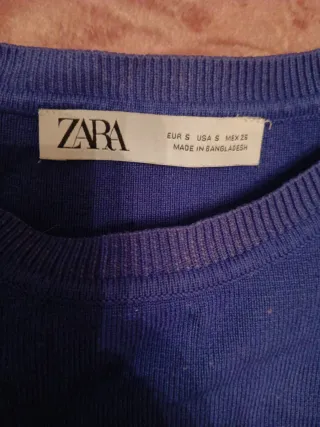 ZARA
EUR S USA S MEX 26
MADE IN BANGLADESH